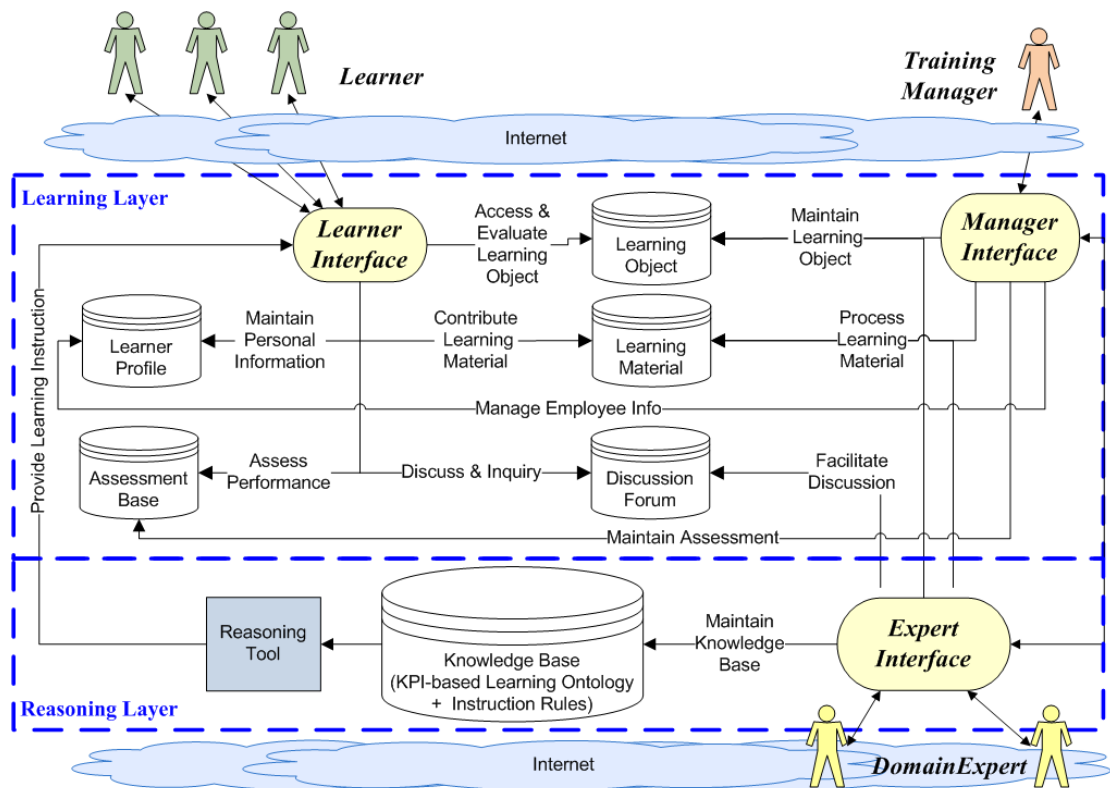 Learner
Training
Manager
Internet
Learning Layer
Learner
Interface
Access &
Evaluate
Learning
Object
Learning
Object
Maintain
Learning
Object
Manager
Interface
Learner
Profile
Maintain
Personal
Information
Contribute
Learning
Material
Learning
Material
Process
Learning
Material
Provide Learning Instruction
Manage Employee Info
Assessment
Base
Assess
Performance
Discuss & Inquiry
Discussion
Forum
Facilitate
Discussion
Maintain Assessment
Reasoning
Tool
Knowledge Base
(KPI-based Learning Ontology
+ Instruction Rules)
Maintain
Knowledge
Base
Expert
Interface
Reasoning Layer
Internet
DomainExpert